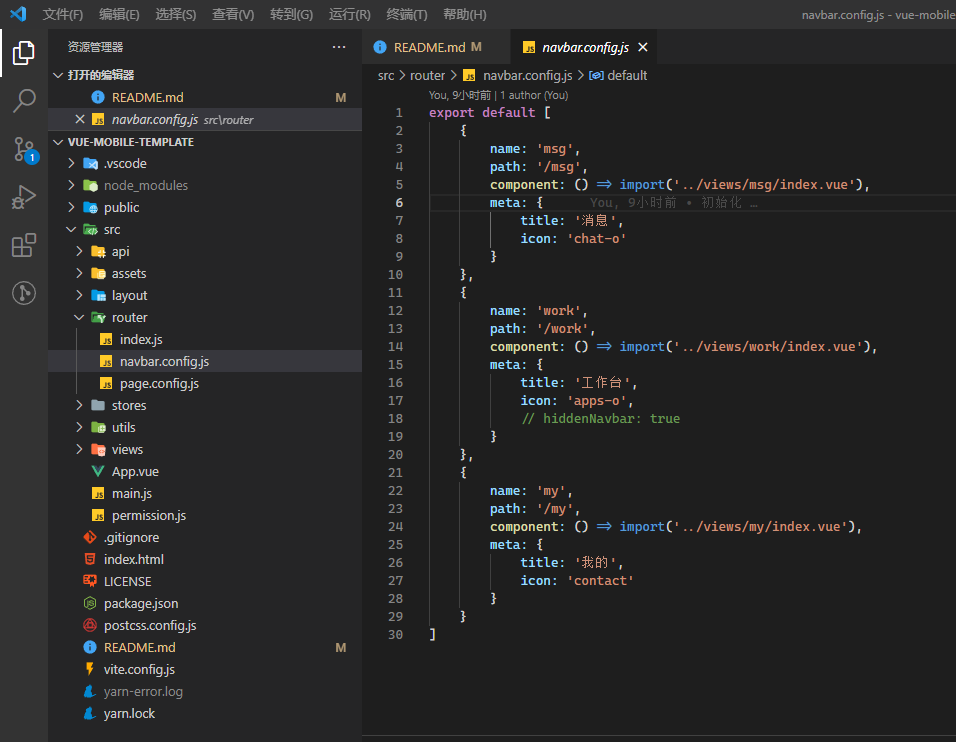 文件(F) 编辑(E) 选择(S) 查看(V) 转到(G) 运行(R) 终端(T) 帮助(H) navbar.config.js - vue-mobile
资源管理器 ···
打开的编辑器
README.md M
navbar.config.js src\router
VUE-MOBILE-TEMPLATE
.vscode
node_modules
public
src
api
assets
layout
router
index.js
navbar.config.js
page.config.js
stores
utils
views
App.vue
main.js
permission.js
.gitignore
index.html
LICENSE
package.json
postcss.config.js
README.md M
vite.config.js
yarn-error.log
yarn.lock
1
README.md M navbar.config.js
src > router > navbar.config.js > default
You, 9小时前 | 1 author (You)
1 export default [
2 {
3 name: 'msg',
4 path: '/msg',
5 component: () => import('../views/msg/index.vue'),
6 meta: { You, 9小时前 • 初始化 …
7 title: '消息',
8 icon: 'chat-o'
9 }
10 },
11 {
12 name: 'work',
13 path: '/work',
14 component: () => import('../views/work/index.vue'),
15 meta: {
16 title: '工作台',
17 icon: 'apps-o',
18 // hiddenNavbar: true
19 }
20 },
21 {
22 name: 'my',
23 path: '/my',
24 component: () => import('../views/my/index.vue'),
25 meta: {
26 title: '我的',
27 icon: 'contact'
28 }
29 }
30 ]